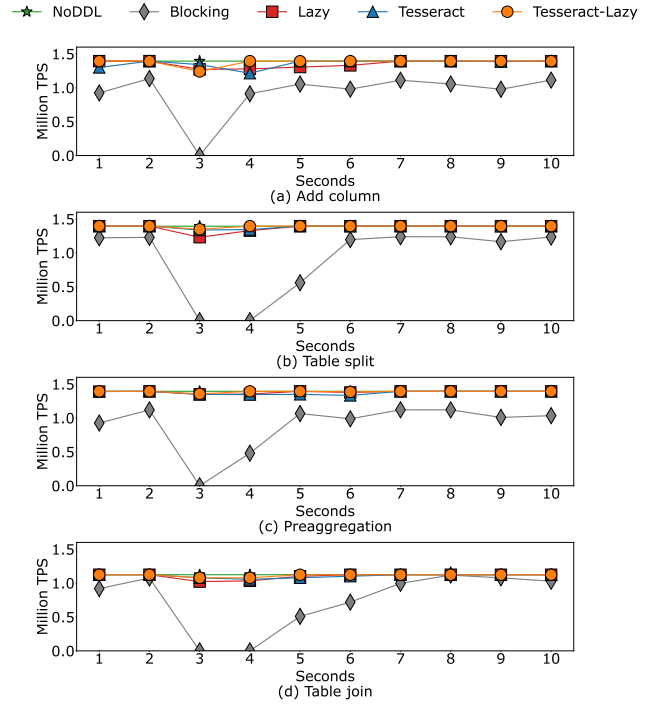 NoDDL Blocking Lazy Tesseract Tesseract-Lazy
1.5
1.0
0.5
0.0
Million TPS
1 2 3 4 5 6 7 8 9 10
Seconds
(a) Add column
1.5
1.0
0.5
0.0
Million TPS
1 2 3 4 5 6 7 8 9 10
Seconds
(b) Table split
1.5
1.0
0.5
0.0
Million TPS
1 2 3 4 5 6 7 8 9 10
Seconds
(c) Preaggregation
1.5
1.0
0.5
0.0
Million TPS
1 2 3 4 5 6 7 8 9 10
Seconds
(d) Table join